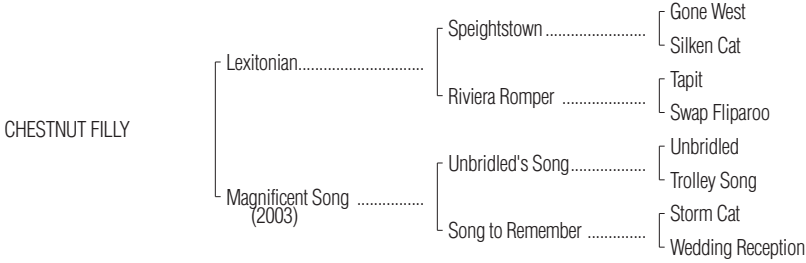 Gone West
Speightstown ........................
Silken Cat
Lexitonian..............................
Tapit
Riviera Romper ....................
Swap Fliparoo
CHESTNUT FILLY
Unbridled
Unbridled's Song..................
Trolley Song
Magnificent Song ................
(2003)
Storm Cat
Song to Remember ..............
Wedding Reception